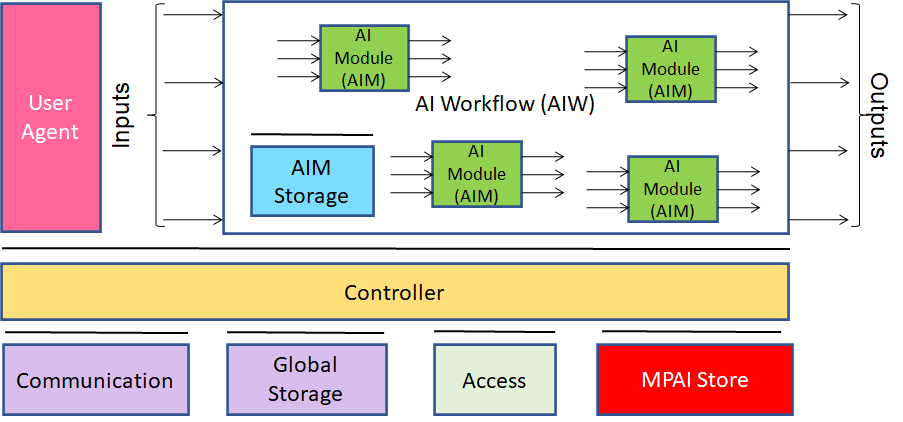 User
Agent
Inputs
AI
Module
(AIM)
AI
Module
(AIM)
AI Workflow (AIW)
AIM
Storage
AI
Module
(AIM)
AI
Module
(AIM)
Outputs
Controller
Communication
Global
Storage
Access
MPAI Store